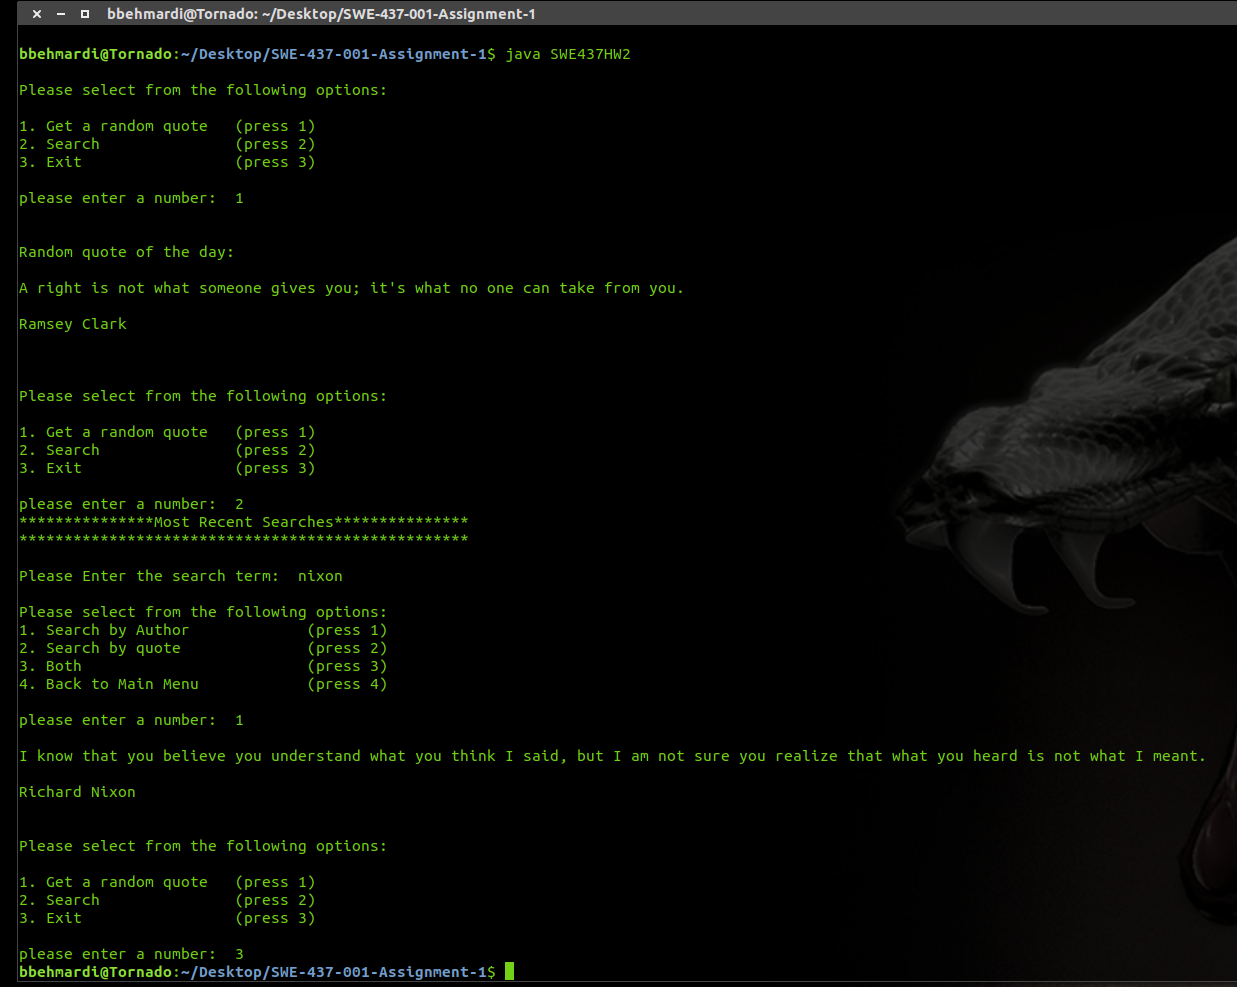 bbehmardi@Tornado: ~/Desktop/SWE-437-001-Assignment-1
bbehmardi@Tornado:~/Desktop/SWE-437-001-Assignment-1$ java SWE437HW2
Please select from the following options:
1. Get a random quote   (press 1)
2. Search               (press 2)
3. Exit                 (press 3)
please enter a number:  1
Random quote of the day:
A right is not what someone gives you; it's what no one can take from you.
Ramsey Clark
Please select from the following options:
1. Get a random quote   (press 1)
2. Search               (press 2)
3. Exit                 (press 3)
please enter a number:  2
***************Most Recent Searches***************
**************************************************
Please Enter the search term:  nixon
Please select from the following options:
1. Search by Author             (press 1)
2. Search by quote              (press 2)
3. Both                         (press 3)
4. Back to Main Menu            (press 4)
please enter a number:  1
I know that you believe you understand what you think I said, but I am not sure you realize that what you heard is not what I meant.
Richard Nixon
Please select from the following options:
1. Get a random quote   (press 1)
2. Search               (press 2)
3. Exit                 (press 3)
please enter a number:  3
bbehmardi@Tornado:~/Desktop/SWE-437-001-Assignment-1$